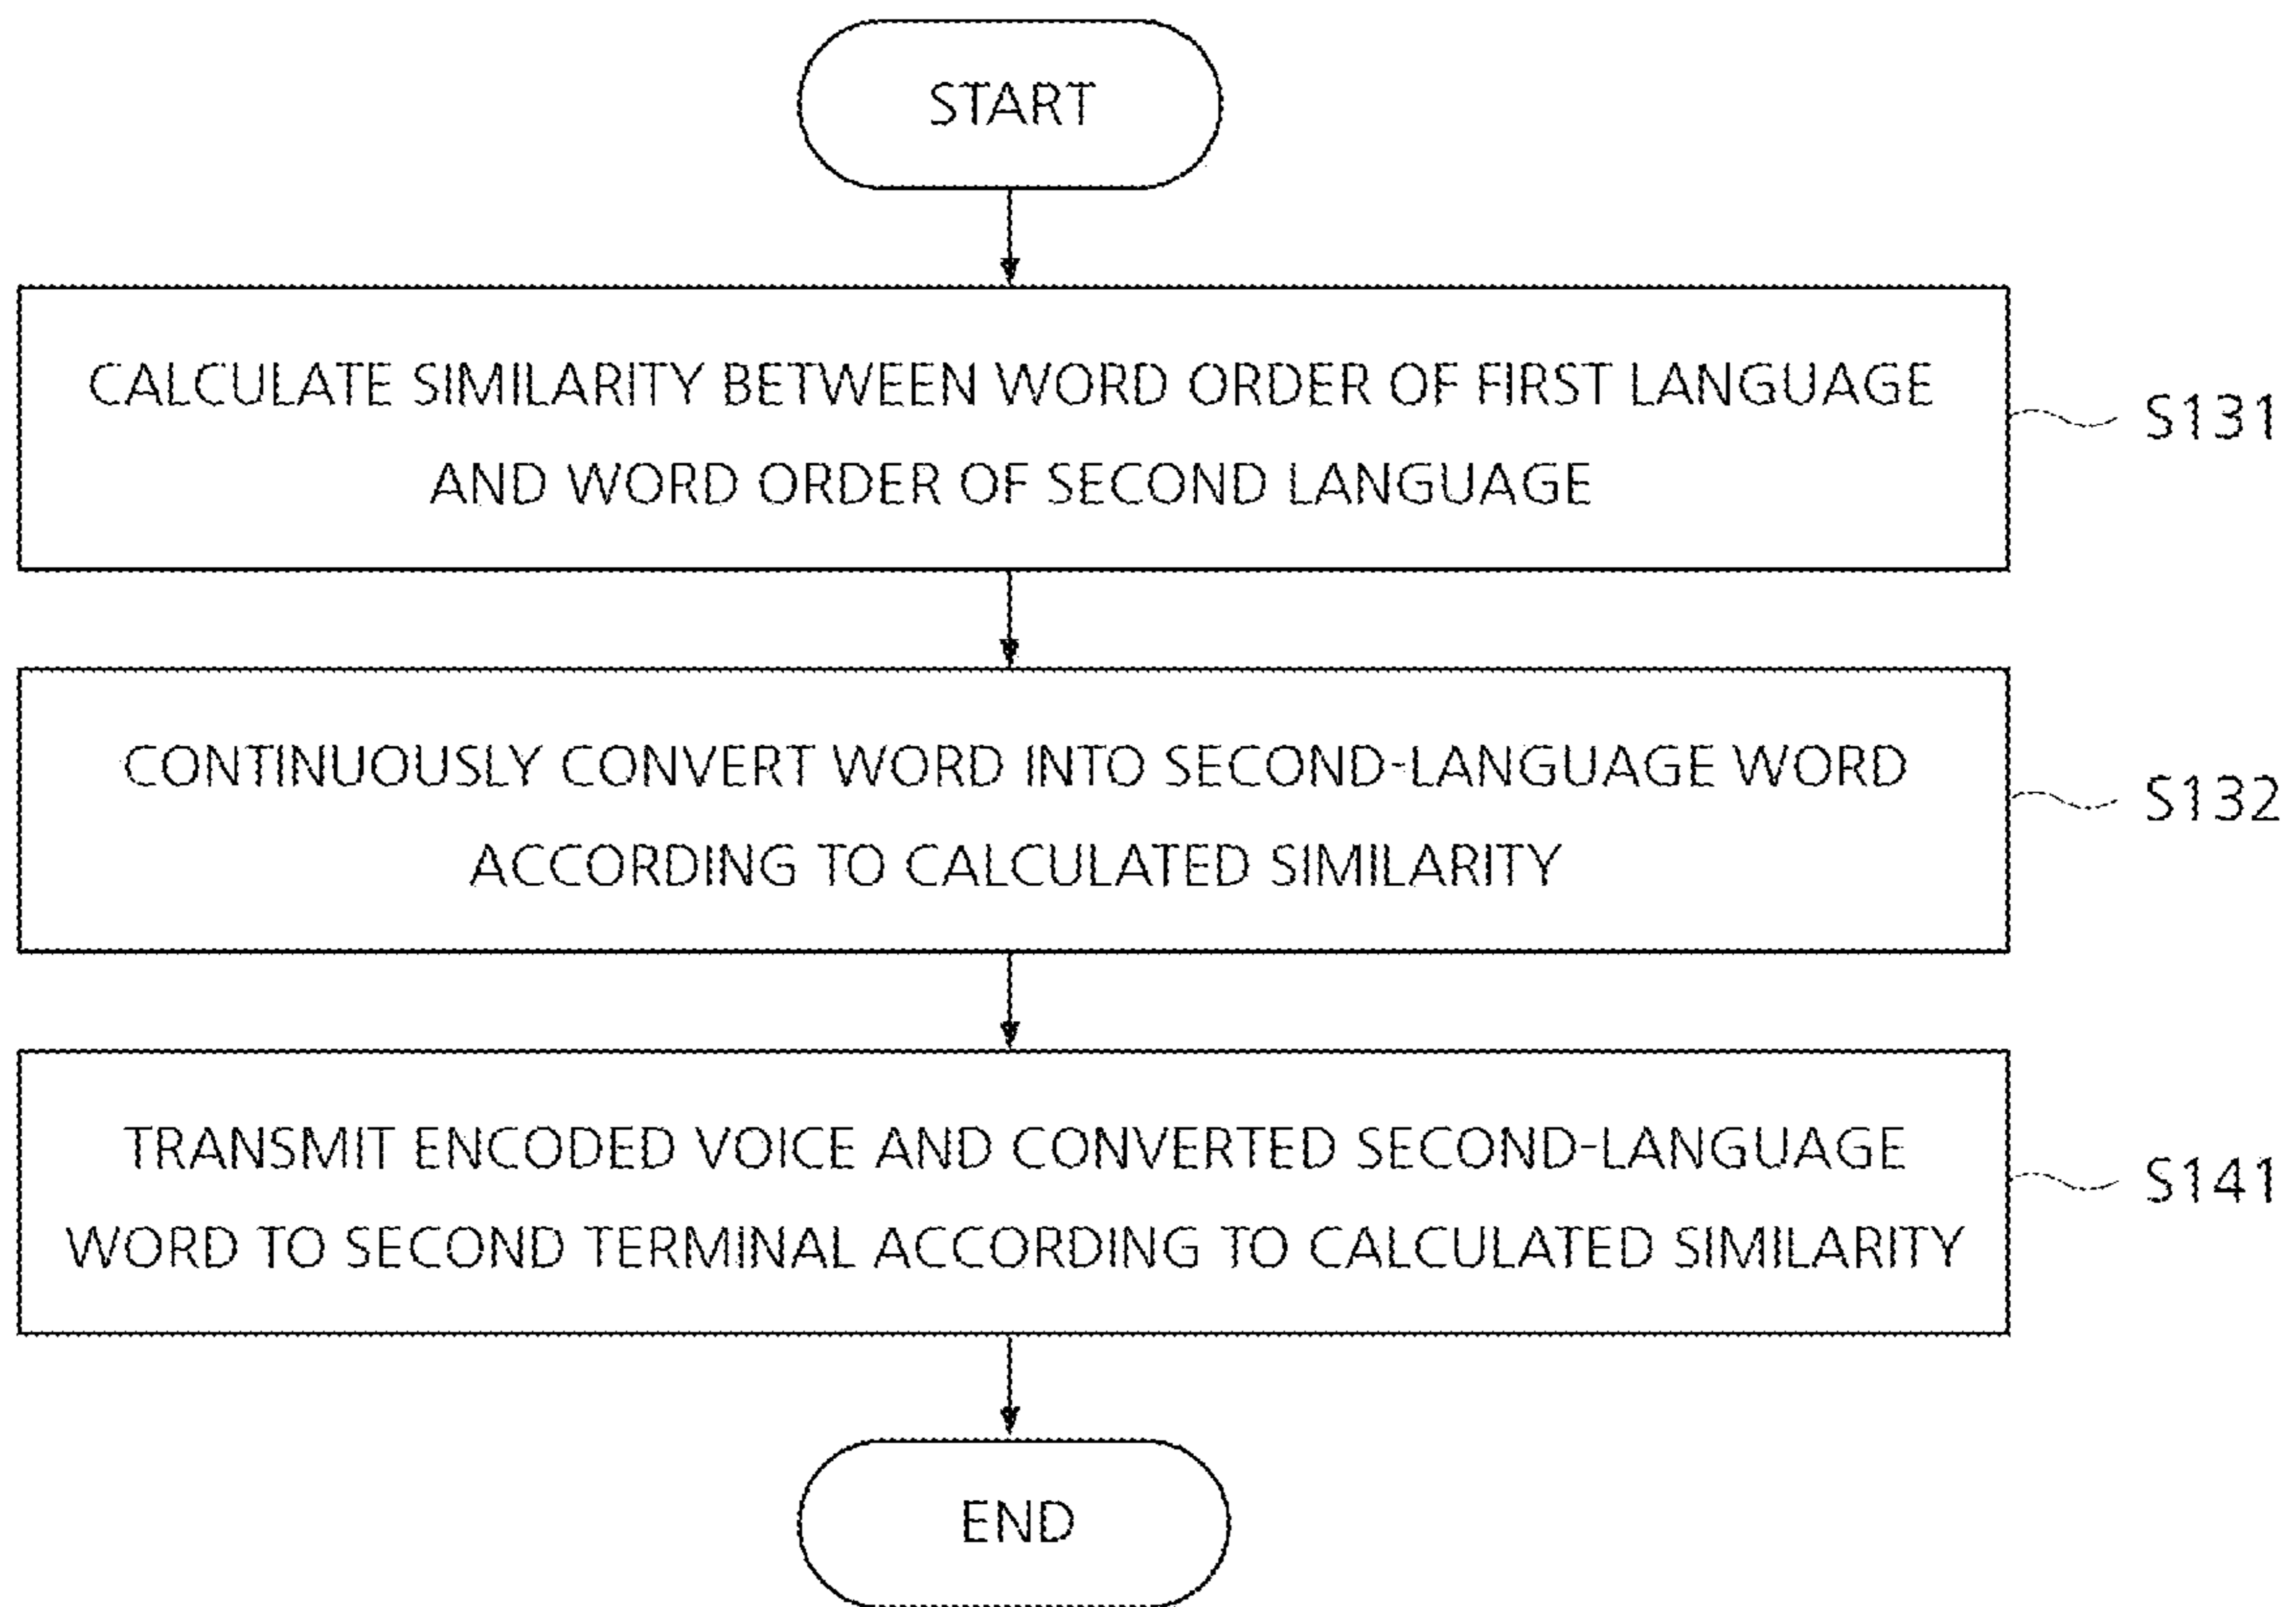 START
CALCULATE SIMILARITY BETWEEN WORD ORDER OF FIRST LANGUAGE
AND WORD ORDER OF SECOND LANGUAGE
S131
CONTINUOUSLY CONVERT WORD INTO SECOND-LANGUAGE WORD
ACCORDING TO CALCULATED SIMILARITY
S132
TRANSMIT ENCODED VOICE AND CONVERTED SECOND-LANGUAGE
WORD TO SECOND TERMINAL ACCORDING TO CALCULATED SIMILARITY
S141
END